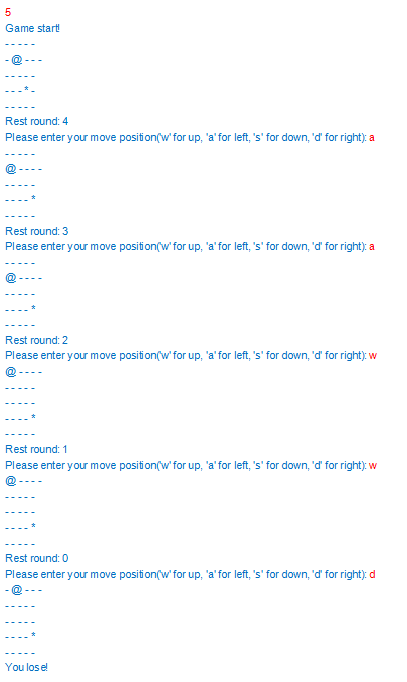 5
Game start!
- - - - -
- @ - - -
- - - - -
- - - * -
- - - - -
Rest round: 4
Please enter your move position('w' for up, 'a' for left, 's' for down, 'd' for right): a
- - - - -
@ - - - -
- - - - -
- - - - *
- - - - -
Rest round: 3
Please enter your move position('w' for up, 'a' for left, 's' for down, 'd' for right): a
- - - - -
@ - - - -
- - - - -
- - - - *
- - - - -
Rest round: 2
Please enter your move position('w' for up, 'a' for left, 's' for down, 'd' for right): w
@ - - - -
- - - - -
- - - - -
- - - - *
- - - - -
Rest round: 1
Please enter your move position('w' for up, 'a' for left, 's' for down, 'd' for right): w
@ - - - -
- - - - -
- - - - -
- - - - *
- - - - -
Rest round: 0
Please enter your move position('w' for up, 'a' for left, 's' for down, 'd' for right): d
- @ - - -
- - - - -
- - - - -
- - - - *
- - - - -
You lose!